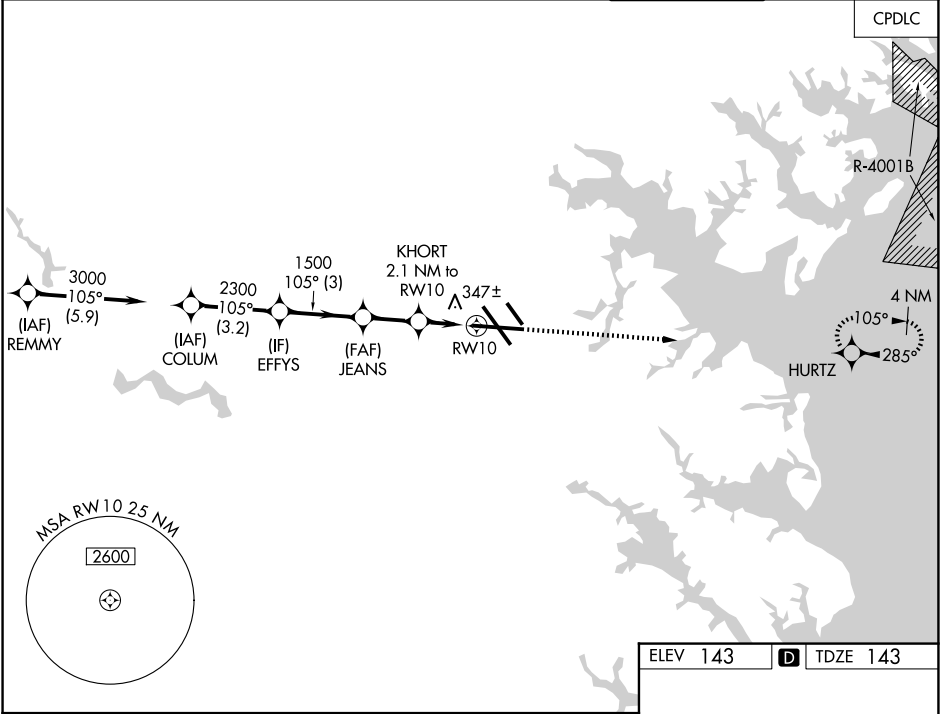 CPDLC
R-4001B
KHORT
2.1 NM to
RW10
347±
1500
105° (3)
3000
105°
(5.9)
2300
105°
(3.2)
(IAF)
REMMY
(IAF)
COLUM
(IF)
EFFYS
(FAF)
JEANS
RW10
4 NM
105°
285°
HURTZ
MSA RW10 25 NM
2600
ELEV 143 D TDZE 143